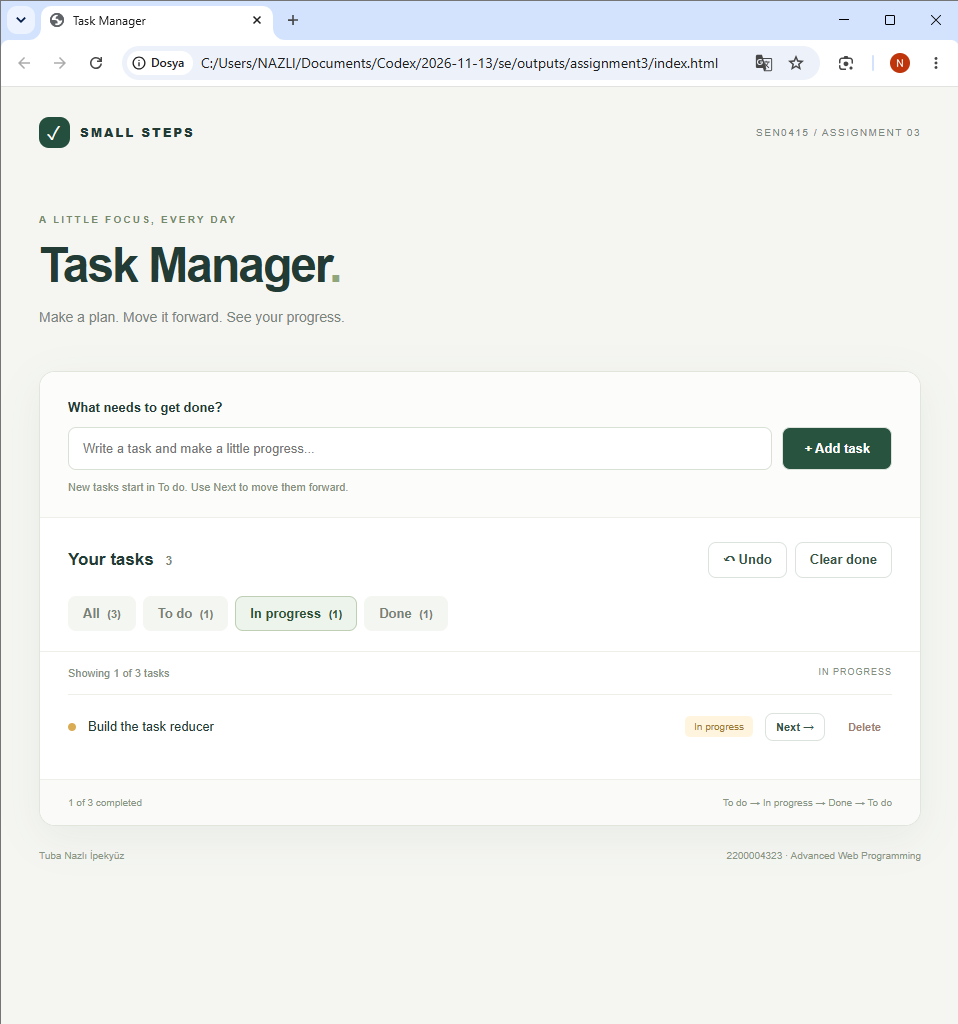 Task Manager
Dosya C:/Users/NAZLI/Documents/Codex/2026-11-13/se/outputs/assignment3/index.html N
✓ SMALL STEPS
SEN0415 / ASSIGNMENT 03
A LITTLE FOCUS, EVERY DAY
Task Manager.
Make a plan. Move it forward. See your progress.
What needs to get done?
Write a task and make a little progress...
+ Add task
New tasks start in To do. Use Next to move them forward.
Your tasks 3
↶ Undo
Clear done
All (3) To do (1) In progress (1) Done (1)
Showing 1 of 3 tasks
IN PROGRESS
Build the task reducer
In progress
Next →
Delete
1 of 3 completed
To do → In progress → Done → To do
Tuba Nazlı İpekyüz
2200004323 · Advanced Web Programming